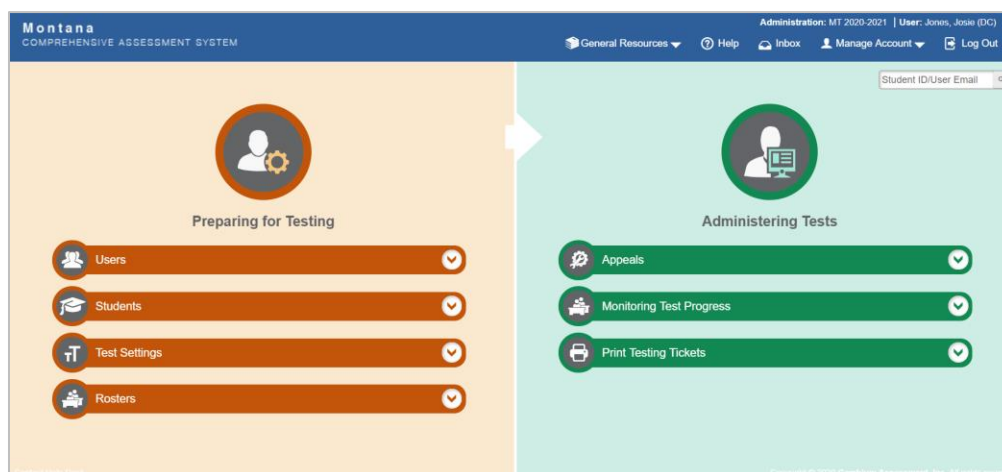 Montana
COMPREHENSIVE ASSESSMENT SYSTEM
Administration: MT 2020-2021 | User: Jones, Josie (DC)
General Resources
Help
Inbox
Manage Account
Log Out
Student ID/User Email
Preparing for Testing
Users
Students
Test Settings
Rosters
Administering Tests
Appeals
Monitoring Test Progress
Print Testing Tickets